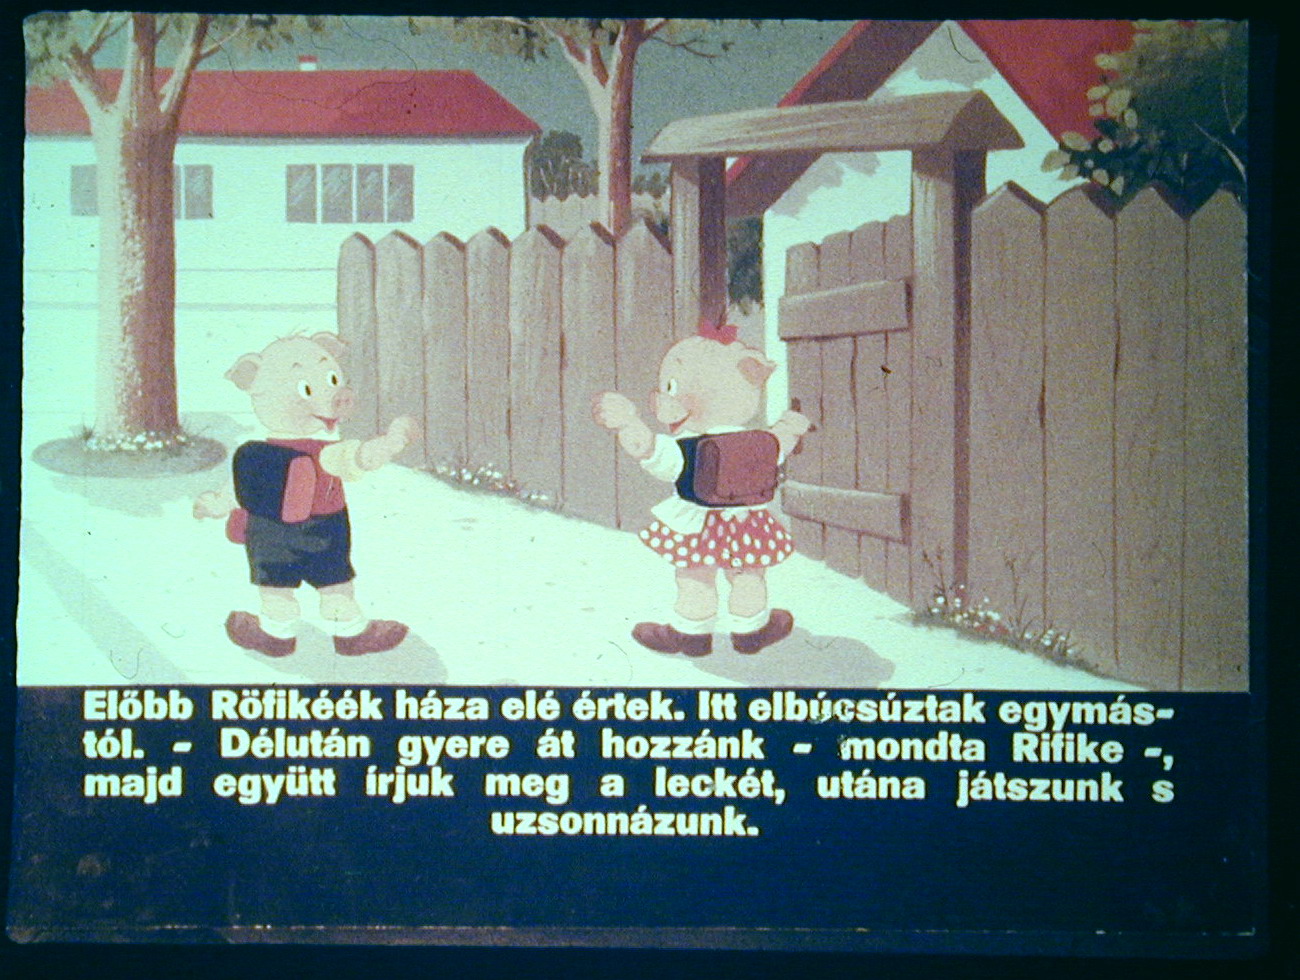 Előbb Röfikéék háza elé értek. Itt elbúcsúztak egymás-
tól. - Délután gyere át hozzánk - mondta Rifike -,
majd együtt írjuk meg a leckét, utána játszunk s
uzsonnázunk.